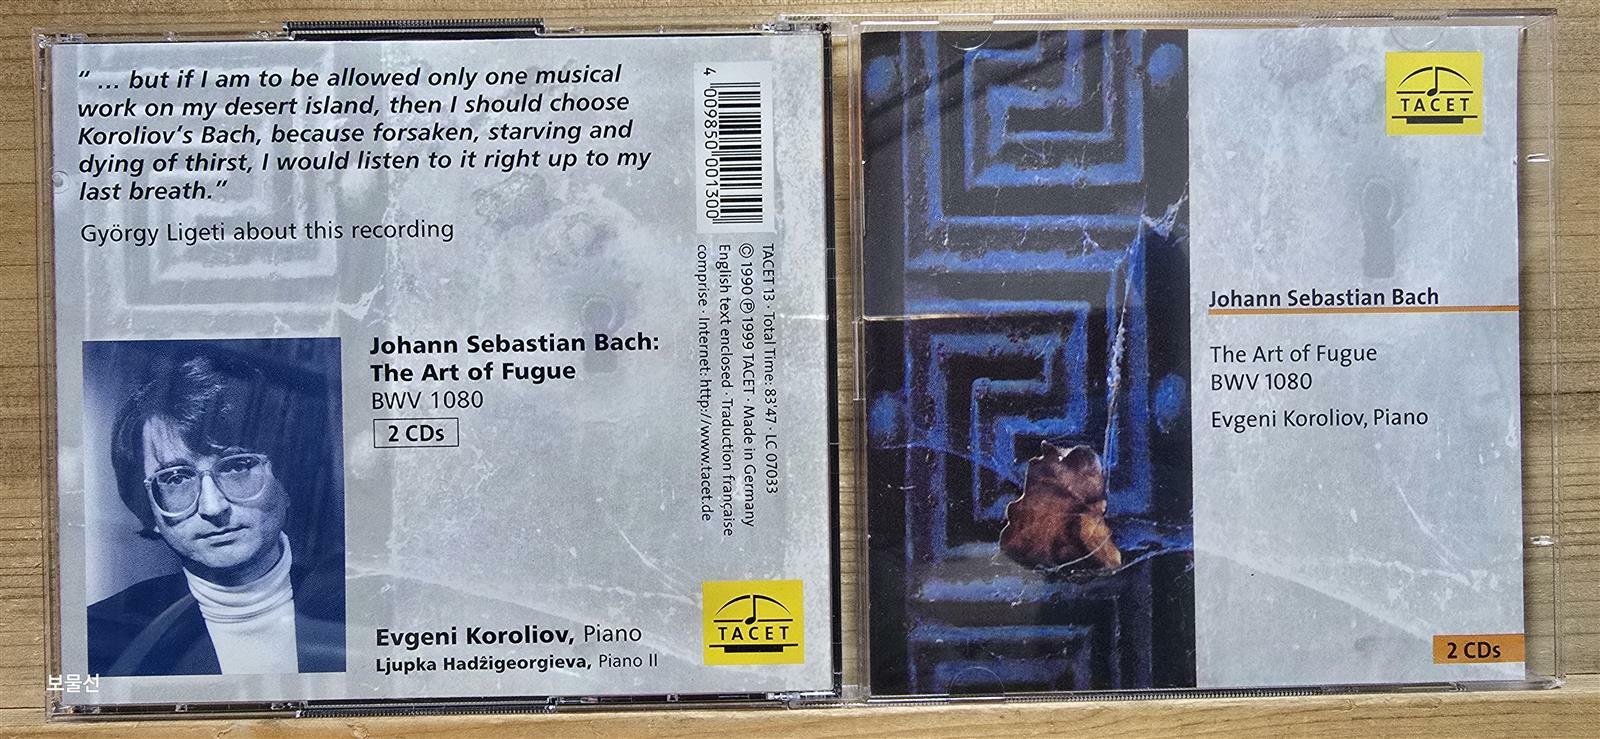 “ ... but if I am to be allowed only one musical
work on my desert island, then I should choose
Koroliov’s Bach, because forsaken, starving and
dying of thirst, I would listen to it right up to my
last breath.”
György Ligeti about this recording
Johann Sebastian Bach:
The Art of Fugue
BWV 1080
2 CDs
Evgeni Koroliov, Piano
Ljupka Hadžigeorgieva, Piano II
4 009850 001300
TACET 13 · Total Time: 83'47 · LC 07033
© 1990 ℗ 1999 TACET · Made in Germany
English text enclosed · Traduction française
comprise · Internet: http://www.tacet.de
TACET
보물선
TACET
Johann Sebastian Bach
The Art of Fugue
BWV 1080
Evgeni Koroliov, Piano
2 CDs